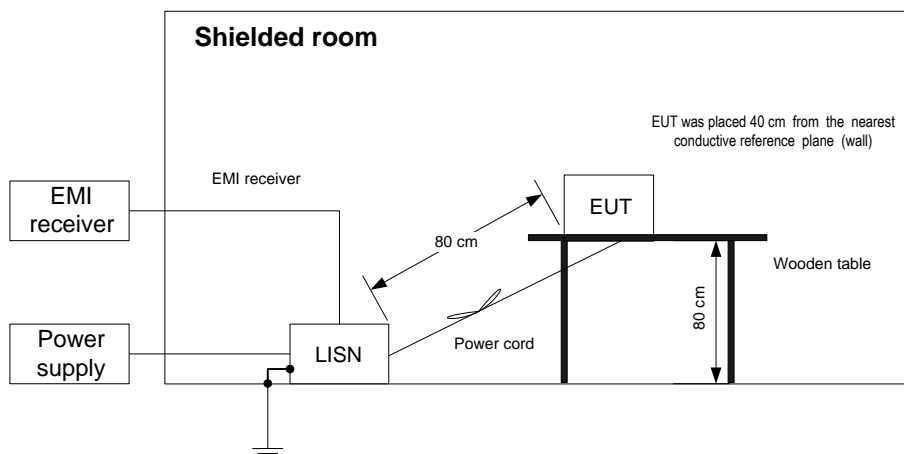 Shielded room
EUT was placed 40 cm from the nearest
conductive reference plane (wall)
EMI receiver
EMI
receiver
EUT
80 cm
Wooden table
80 cm
Power
supply
LISN
Power cord